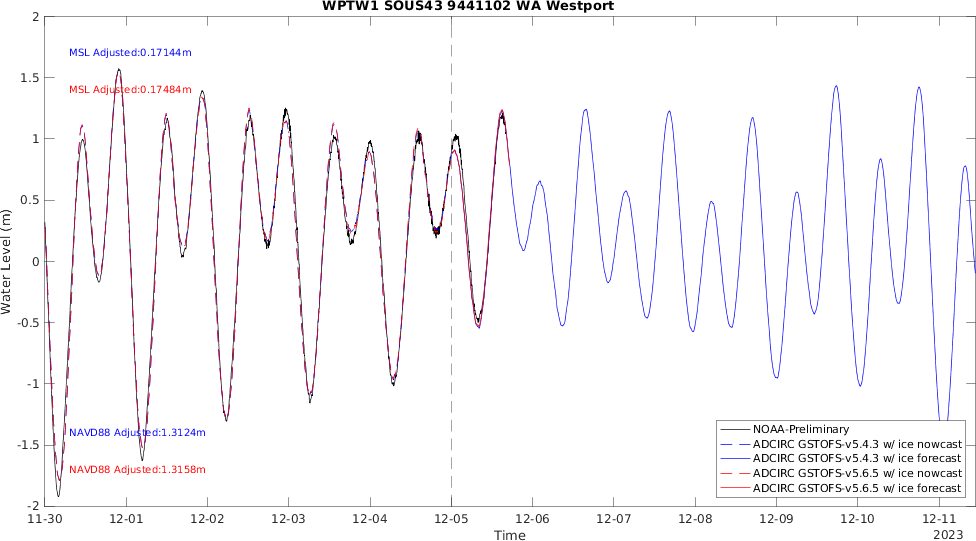 WPTW1 SOUS43 9441102 WA Westport
2
1.5
1
0.5
0
-0.5
-1
-1.5
-2
Water Level (m)
MSL Adjusted:0.17144m
MSL Adjusted:0.17484m
NAVD88 Adjusted:1.3124m
NAVD88 Adjusted:1.3158m
NOAA-Preliminary
ADCIRC GSTOFS-v5.4.3 w/ ice nowcast
ADCIRC GSTOFS-v5.4.3 w/ ice forecast
ADCIRC GSTOFS-v5.6.5 w/ ice nowcast
ADCIRC GSTOFS-v5.6.5 w/ ice forecast
11-30 12-01 12-02 12-03 12-04 12-05 12-06 12-07 12-08 12-09 12-10 12-11
2023
Time